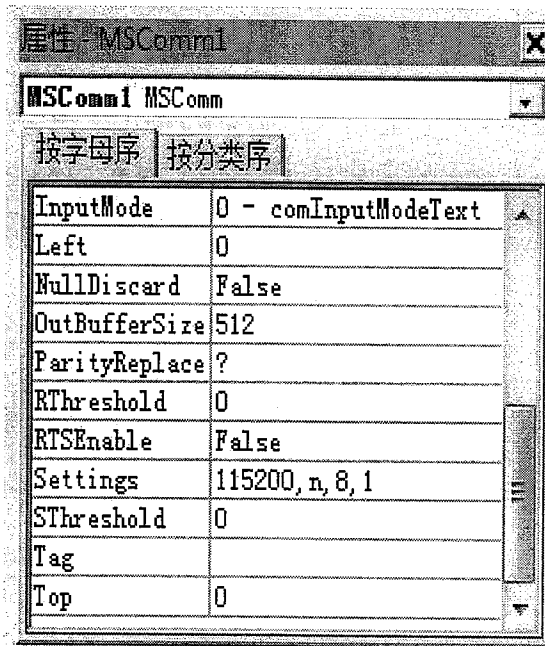 属性 - MSComm1
MSComm1 MSComm
按字母序 按分类序
InputMode 0 - comInputModeText
Left 0
NullDiscard False
OutBufferSize 512
ParityReplace ?
RThreshold 0
RTSEnable False
Settings 115200,n,8,1
SThreshold 0
Tag
Top 0